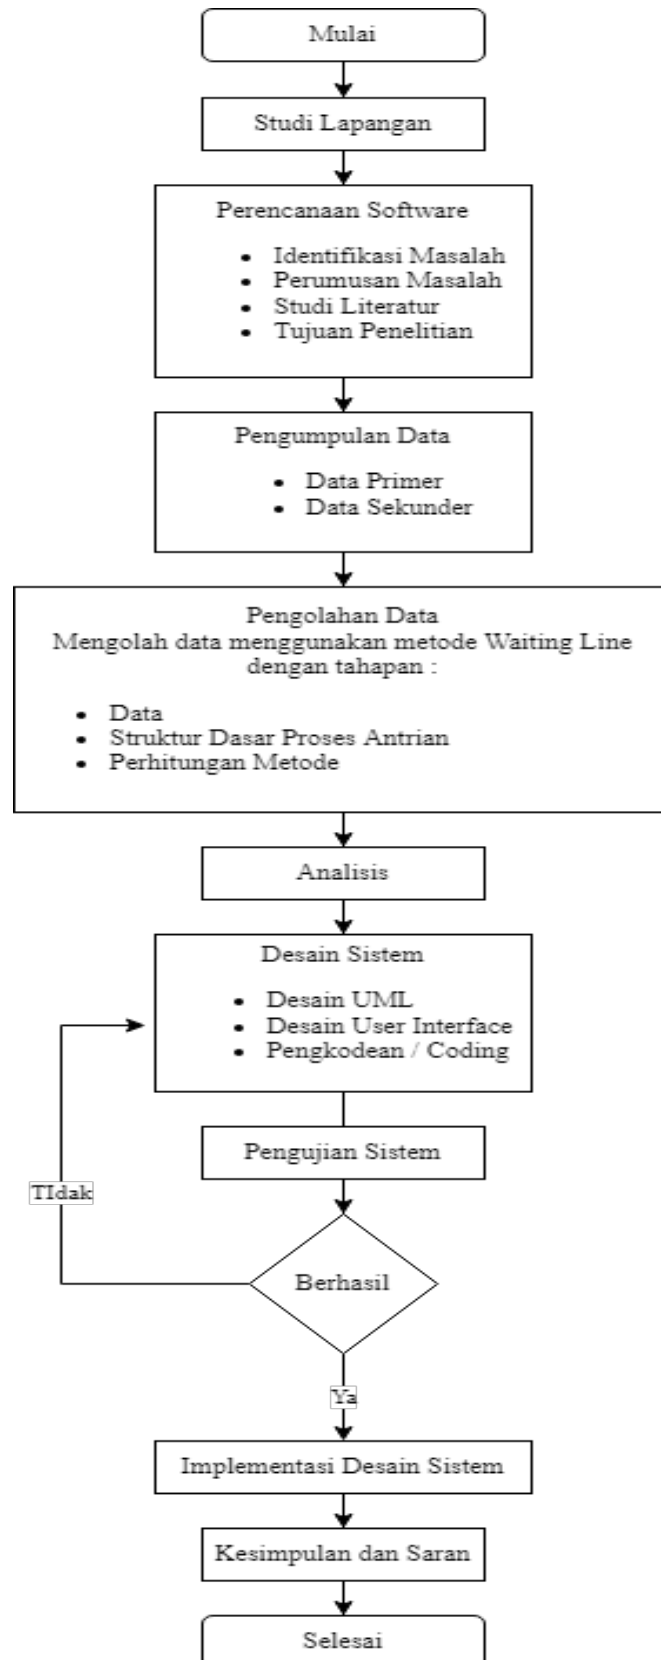 Mulai
Studi Lapangan
Perencanaan Software
• Identifikasi Masalah
• Perumusan Masalah
• Studi Literatur
• Tujuan Penelitian
Pengumpulan Data
• Data Primer
• Data Sekunder
Pengolahan Data
Mengolah data menggunakan metode Waiting Line
dengan tahapan :
• Data
• Struktur Dasar Proses Antrian
• Perhitungan Metode
Analisis
Desain Sistem
• Desain UML
• Desain User Interface
• Pengkodean / Coding
Pengujian Sistem
TIdak
Berhasil
Ya
Implementasi Desain Sistem
Kesimpulan dan Saran
Selesai